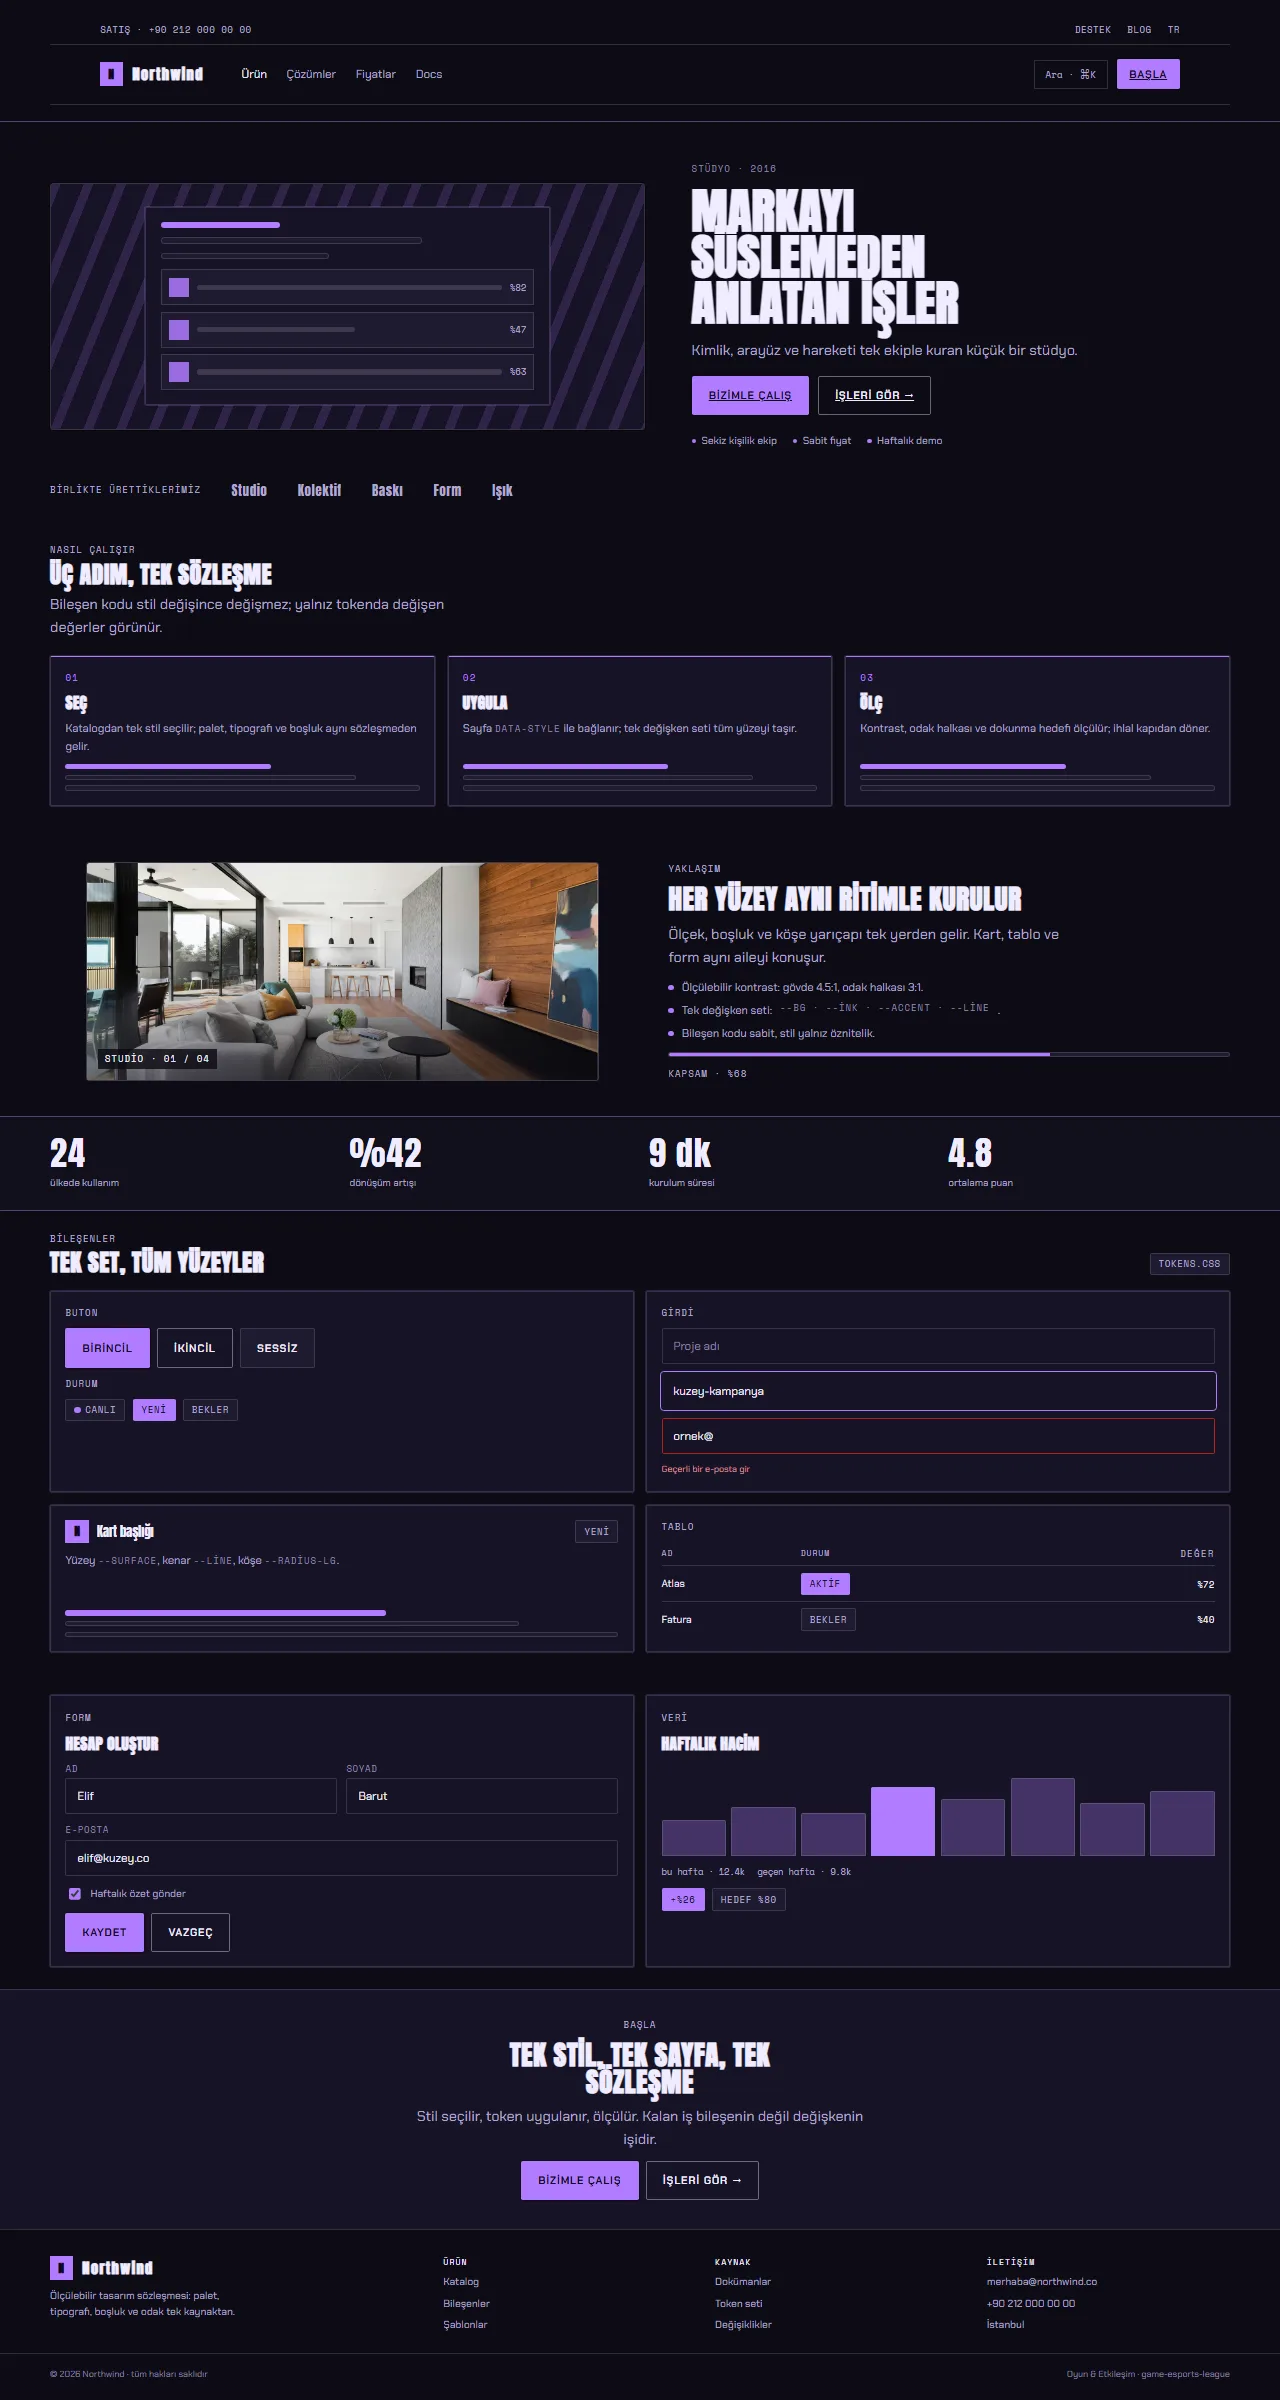 SATIŞ · +90 212 000 00 00
DESTEK BLOG TR
Northwind Ürün Çözümler Fiyatlar Docs
Ara · ⌘K BAŞLA
STÜDYO · 2016
MARKAYI
SÜSLEMEDEN
ANLATAN İŞLER
Kimlik, arayüz ve hareketi tek ekiple kuran küçük bir stüdyo.
BİZİMLE ÇALIŞ İŞLERİ GÖR →
Sekiz kişilik ekip Sabit fiyat Haftalık demo
%82
%47
%63
BİRLİKTE ÜRETTİKLERİMİZ Studio Kolektif Baskı Form Işık
NASIL ÇALIŞIR
ÜÇ ADIM, TEK SÖZLEŞME
Bileşen kodu stil değişince değişmez; yalnız tokenda değişen
değerler görünür.
01
SEÇ
Katalogdan tek stil seçilir; palet, tipografi ve boşluk aynı sözleşmeden
gelir.
02
UYGULA
Sayfa DATA-STYLE ile bağlanır; tek değişken seti tüm yüzeyi taşır.
03
ÖLÇ
Kontrast, odak halkası ve dokunma hedefi ölçülür; ihlal kapıdan döner.
STUDİO · 01 / 04
YAKLAŞIM
HER YÜZEY AYNI RİTİMLE KURULUR
Ölçek, boşluk ve köşe yarıçapı tek yerden gelir. Kart, tablo ve
form aynı aileyi konuşur.
Ölçülebilir kontrast: gövde 4.5:1, odak halkası 3:1.
Tek değişken seti: --BG · --İNK · --ACCENT · --LİNE .
Bileşen kodu sabit, stil yalnız öznitelik.
KAPSAM · %68
24
ülkede kullanım
%42
dönüşüm artışı
9 dk
kurulum süresi
4.8
ortalama puan
BİLEŞENLER
TEK SET, TÜM YÜZEYLER
TOKENS.CSS
BUTON
BİRİNCİL İKİNCİL SESSİZ
DURUM
CANLI YENİ BEKLER
GİRDİ
Proje adı
kuzey-kampanya
ornek@
Geçerli bir e-posta gir
Kart başlığı YENİ
Yüzey --SURFACE, kenar --LİNE, köşe --RADİUS-LG.
TABLO
AD DURUM DEĞER
Atlas AKTİF %72
Fatura BEKLER %40
FORM
HESAP OLUŞTUR
AD SOYAD
Elif Barut
E-POSTA
elif@kuzey.co
Haftalık özet gönder
KAYDET VAZGEÇ
VERİ
HAFTALIK HACİM
bu hafta · 12.4k geçen hafta · 9.8k
+%26 HEDEF %80
BAŞLA
TEK STİL, TEK SAYFA, TEK
SÖZLEŞME
Stil seçilir, token uygulanır, ölçülür. Kalan iş bileşenin değil değişkenin
işidir.
BİZİMLE ÇALIŞ İŞLERİ GÖR →
Northwind
Ölçülebilir tasarım sözleşmesi: palet,
tipografi, boşluk ve odak tek kaynaktan.
ÜRÜN
Katalog
Bileşenler
Şablonlar
KAYNAK
Dokümanlar
Token seti
Değişiklikler
İLETİŞİM
merhaba@northwind.co
+90 212 000 00 00
İstanbul
© 2026 Northwind · tüm hakları saklıdır
Oyun & Etkileşim · game-esports-league